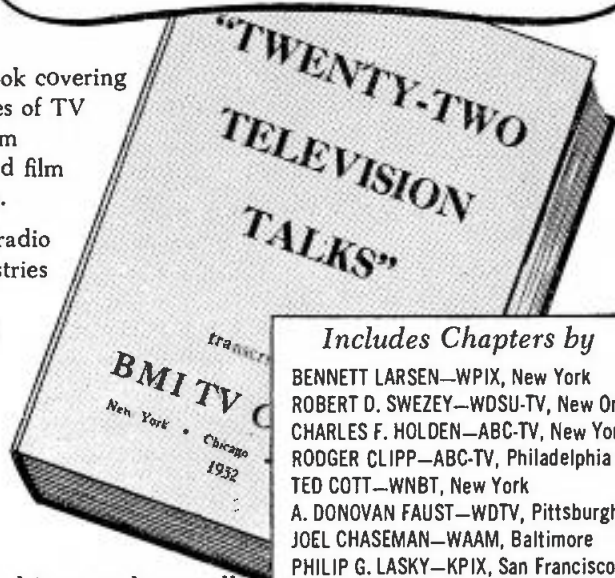 ok covering
es of TV
m
d film
.
radio
stries
"TWENTY-TWO
TELEVISION
TALKS"
BMI TV C
New York • Chicago •
1952
Includes Chapters by
BENNETT LARSEN—WPIX, New York
ROBERT D. SWEZEY—WDSU-TV, New Or
CHARLES F. HOLDEN—ABC-TV, New Yor
RODGER CLIPP—ABC-TV, Philadelphia
TED COTT—WNBT, New York
A. DONOVAN FAUST—WDTV, Pittsburgh
JOEL CHASEMAN—WAAM, Baltimore
PHILIP G. LASKY—KPIX, San Francisco